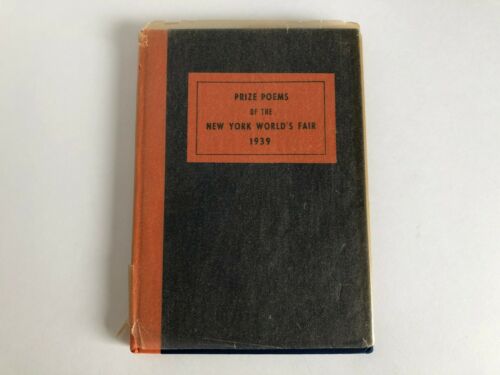 PRIZE POEMS
OF THE
NEW YORK WORLD'S FAIR
1939